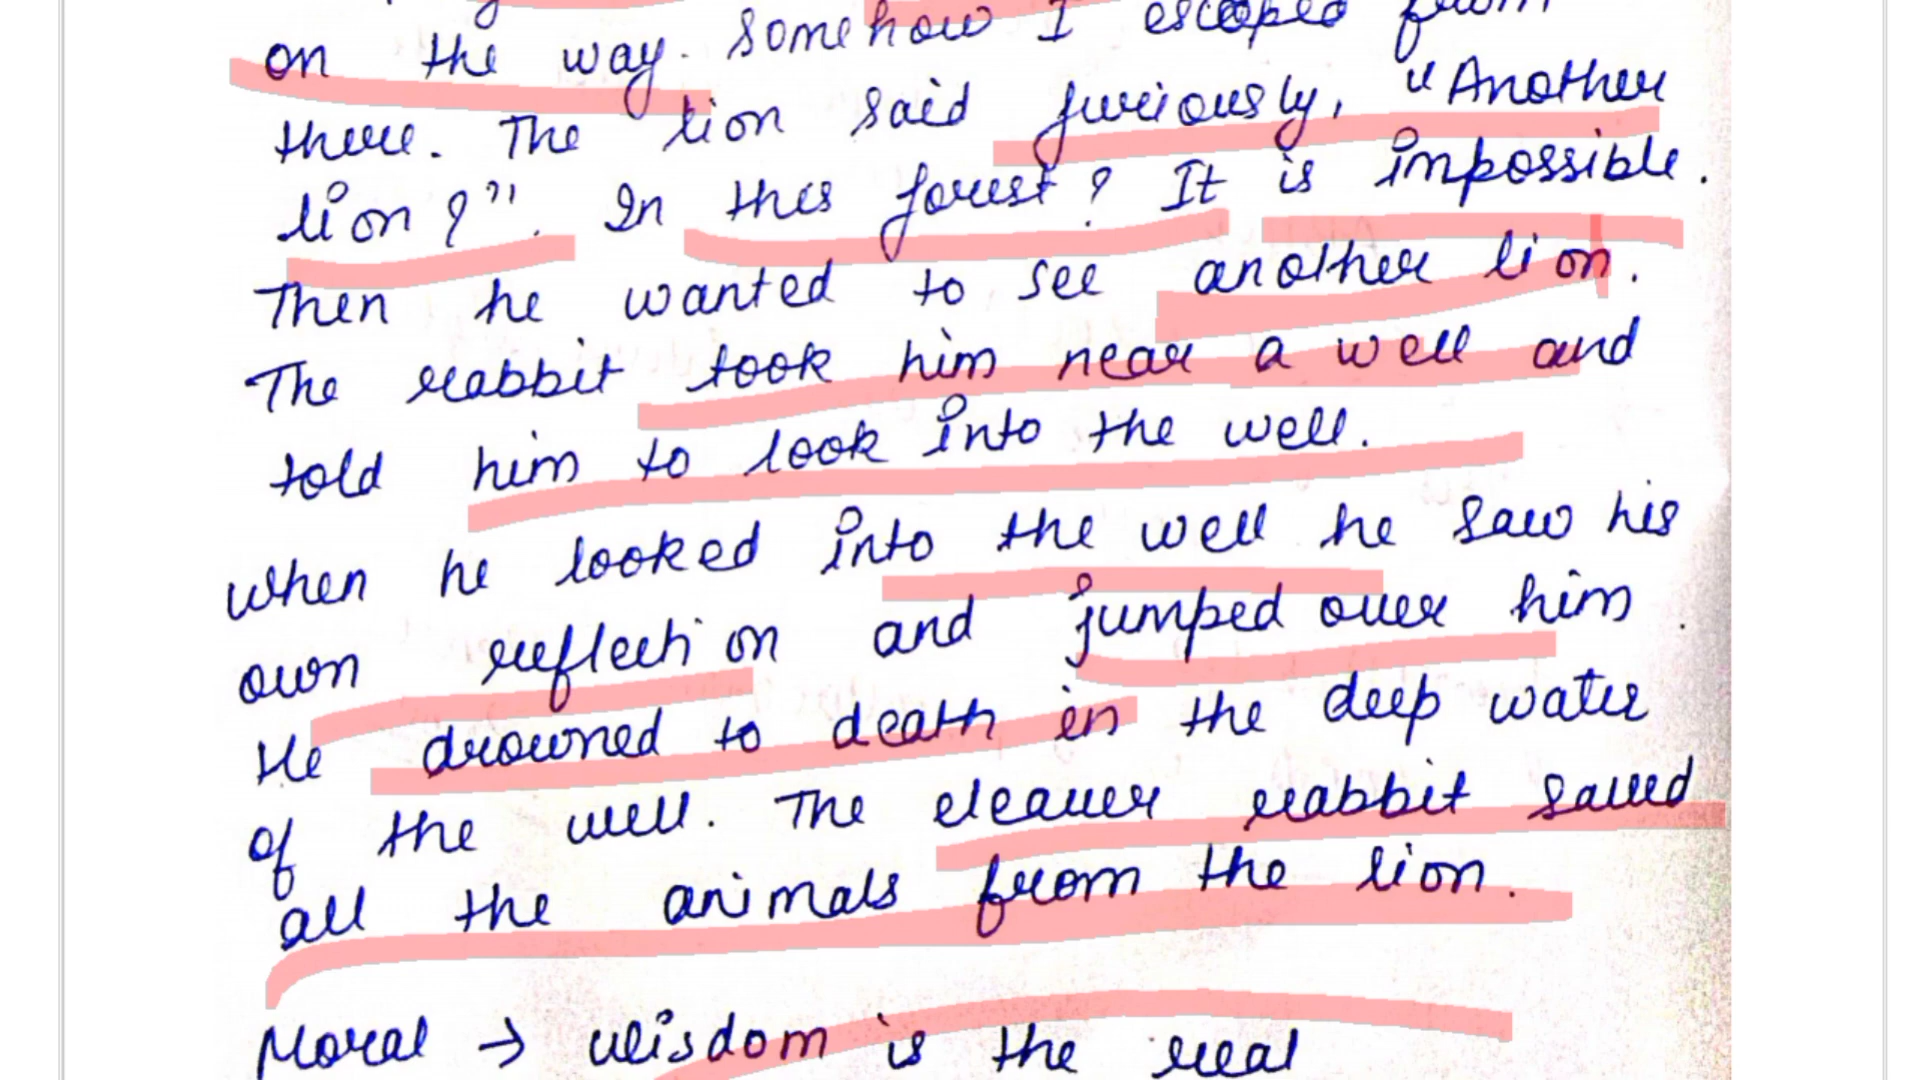 on the way. Somehow I escaped from
there. The lion said furiously, "Another
lion?". In this forest? It is impossible.
Then he wanted to see another lion.
The rabbit took him near a well and
told him to look into the well.
When he looked into the well he saw his
own reflection and jumped over him.
He drowned to death in the deep water
of the well. The cleaver rabbit saved
all the animals from the lion.
Moral → Wisdom is the real